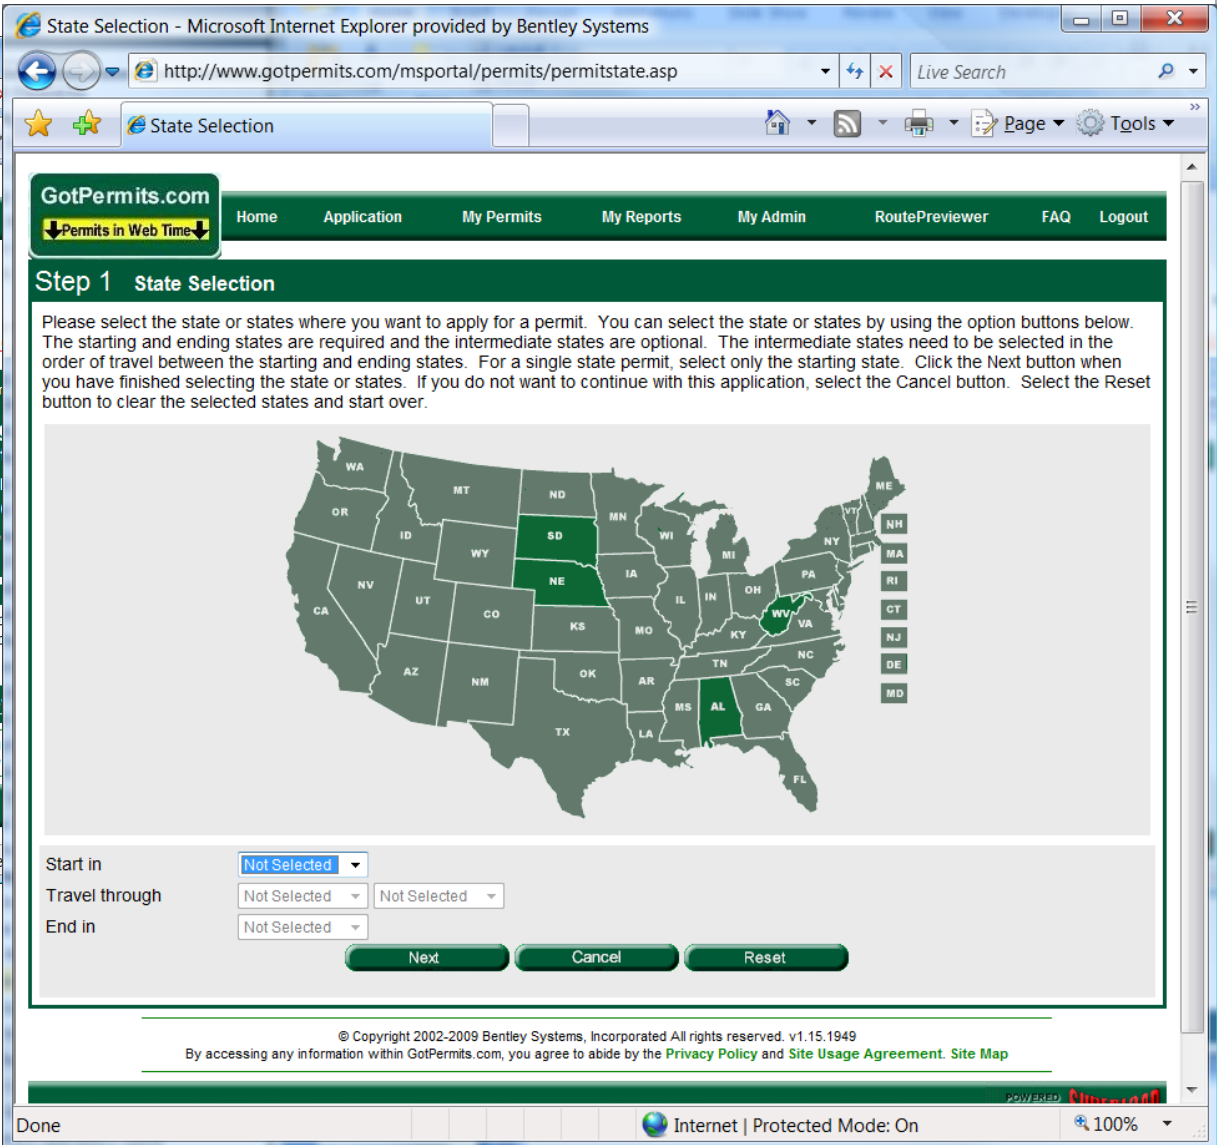 State Selection - Microsoft Internet Explorer provided by Bentley Systems
http://www.gotpermits.com/msportal/permits/permitstate.asp
Live Search
State Selection
Page
Tools
GotPermits.com
Permits in Web Time
Home Application My Permits My Reports My Admin RoutePreviewer FAQ Logout
Step 1 State Selection
Please select the state or states where you want to apply for a permit. You can select the state or states by using the option buttons below.
The starting and ending states are required and the intermediate states are optional. The intermediate states need to be selected in the
order of travel between the starting and ending states. For a single state permit, select only the starting state. Click the Next button when
you have finished selecting the state or states. If you do not want to continue with this application, select the Cancel button. Select the Reset
button to clear the selected states and start over.
WA
MT
ND
ME
OR
MN
VT
NH
ID
SD
WI
NY
WY
MI
MA
NV
NE
IA
PA
RI
UT
IL
IN
OH
CA
CO
WV
CT
KS
MO
KY
VA
NJ
AZ
NM
OK
TN
NC
DE
AR
SC
MD
MS
AL
GA
TX
LA
FL
Start in Not Selected
Travel through Not Selected Not Selected
End in Not Selected
Next Cancel Reset
© Copyright 2002-2009 Bentley Systems, Incorporated All rights reserved. v1.15.1949
By accessing any information within GotPermits.com, you agree to abide by the Privacy Policy and Site Usage Agreement. Site Map
POWERED
Done
Internet | Protected Mode: On
100%